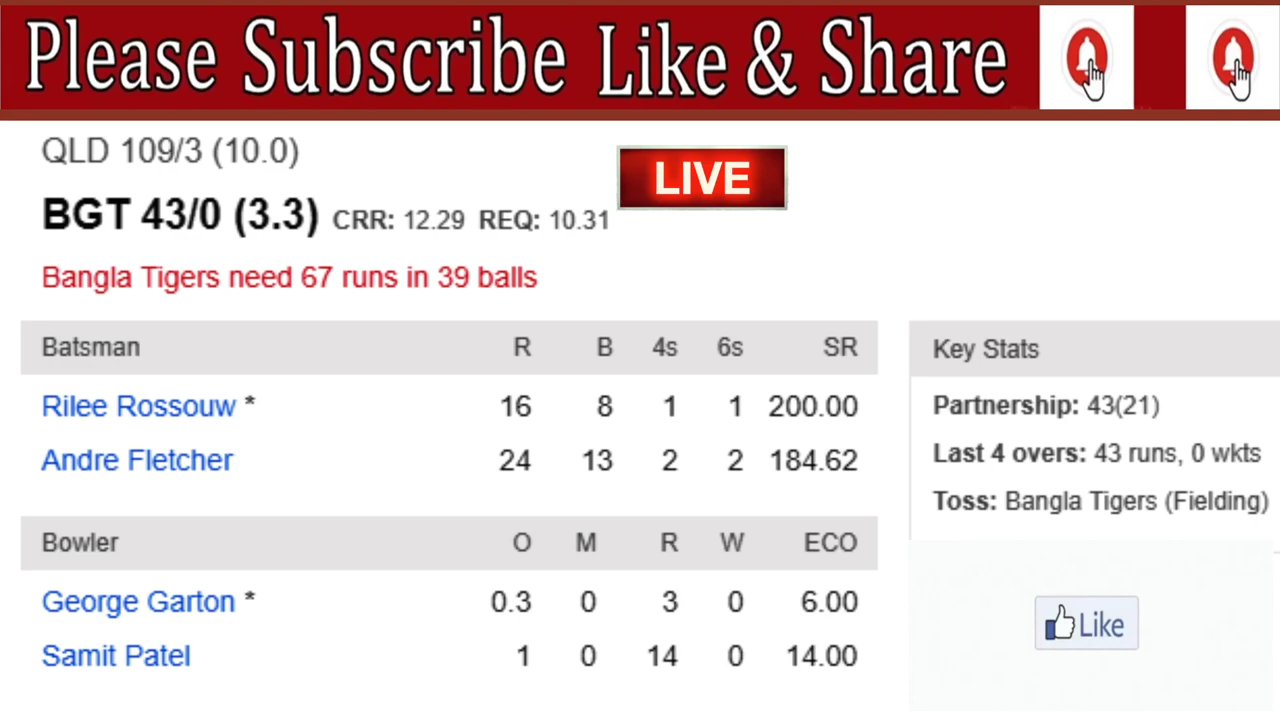 Please Subscribe Like & Share
QLD 109/3 (10.0)
LIVE
BGT 43/0 (3.3) CRR: 12.29 REQ: 10.31
Bangla Tigers need 67 runs in 39 balls
Batsman R B 4s 6s SR
Rilee Rossouw * 16 8 1 1 200.00
Andre Fletcher 24 13 2 2 184.62
Bowler O M R W ECO
George Garton * 0.3 0 3 0 6.00
Samit Patel 1 0 14 0 14.00
Key Stats
Partnership: 43(21)
Last 4 overs: 43 runs, 0 wkts
Toss: Bangla Tigers (Fielding)
Like